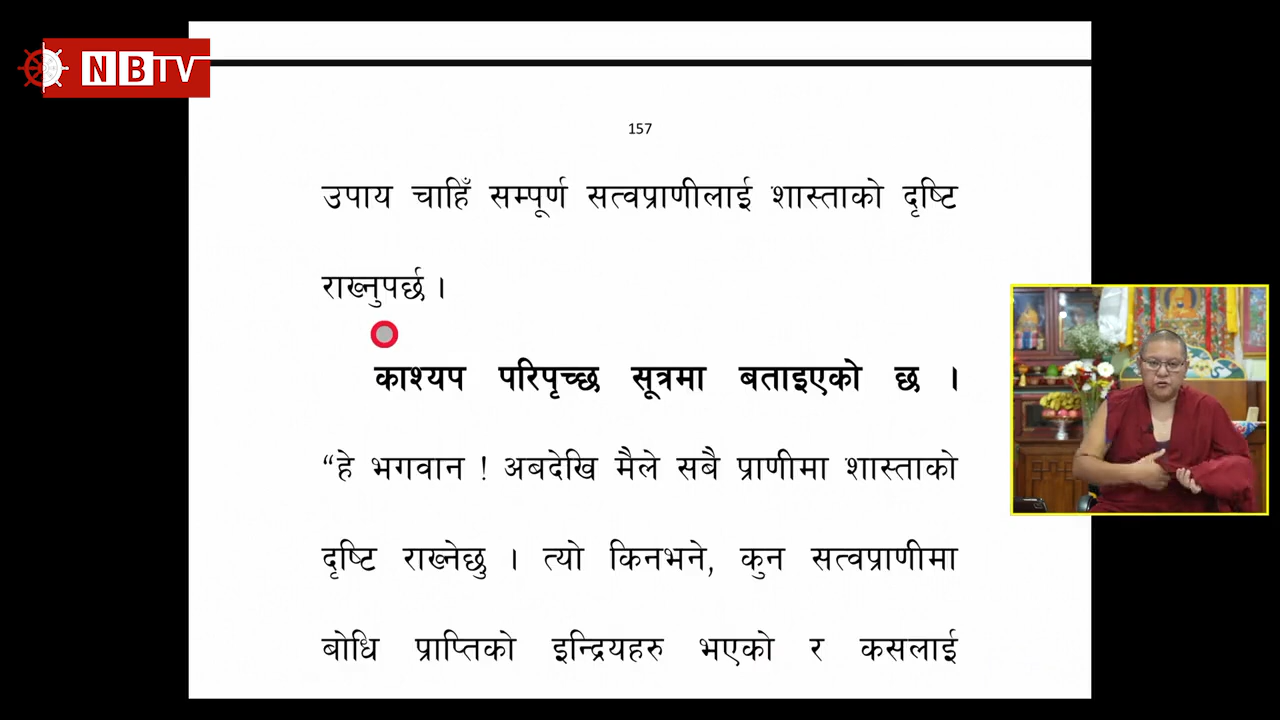 NBTV
157
उपाय चाहिँ सम्पूर्ण सत्वप्राणीलाई शास्ताको दृष्टि
राख्नुपर्छ ।
काश्यप परिपृच्छ सूत्रमा बताइएको छ ।
“हे भगवान ! अबदेखि मैले सबै प्राणीमा शास्ताको
दृष्टि राख्नेछु । त्यो किनभने, कुन सत्वप्राणीमा
बोधि प्राप्तिको इन्द्रियहरु भएको र कसलाई